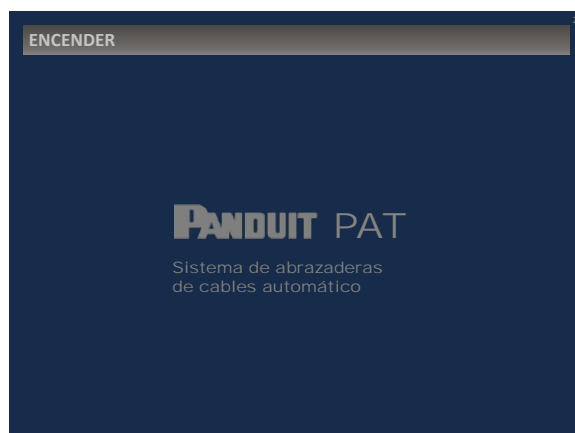 ENCENDER
PANDUIT PAT
Sistema de abrazaderas
de cables automático